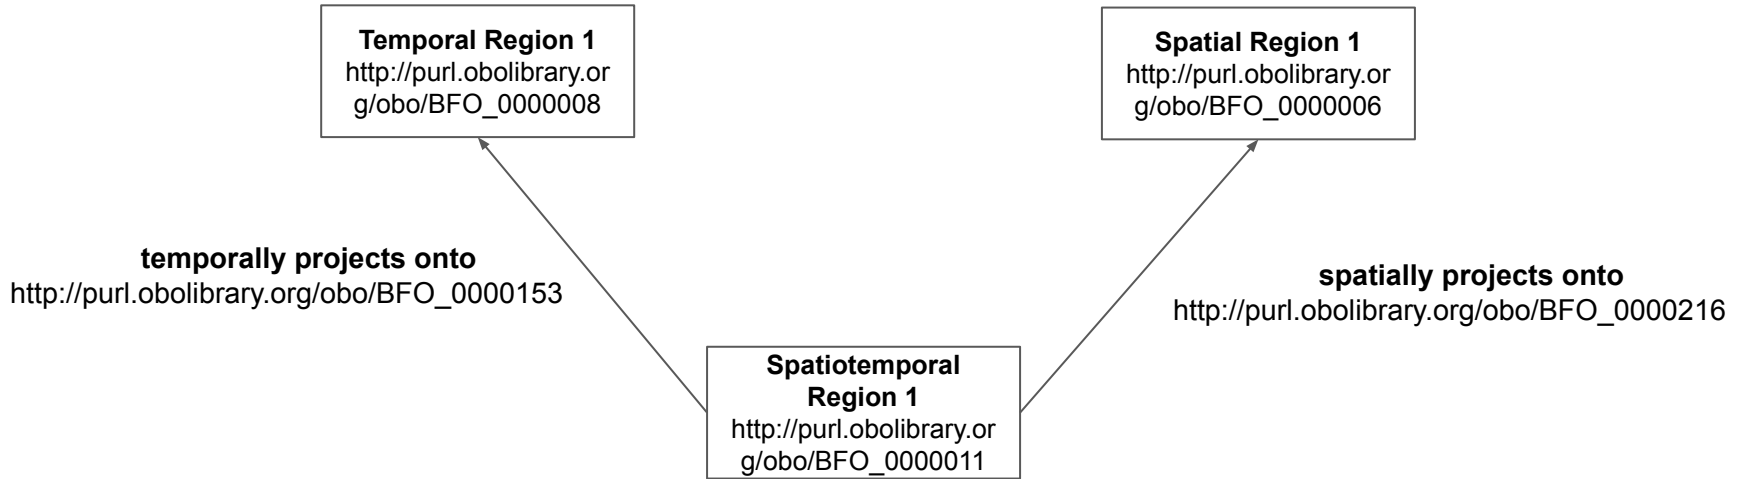 Temporal Region 1
http://purl.obolibrary.or
g/obo/BFO_0000008
Spatial Region 1
http://purl.obolibrary.or
g/obo/BFO_0000006
temporally projects onto
http://purl.obolibrary.org/obo/BFO_0000153
spatially projects onto
http://purl.obolibrary.org/obo/BFO_0000216
Spatiotemporal
Region 1
http://purl.obolibrary.or
g/obo/BFO_0000011